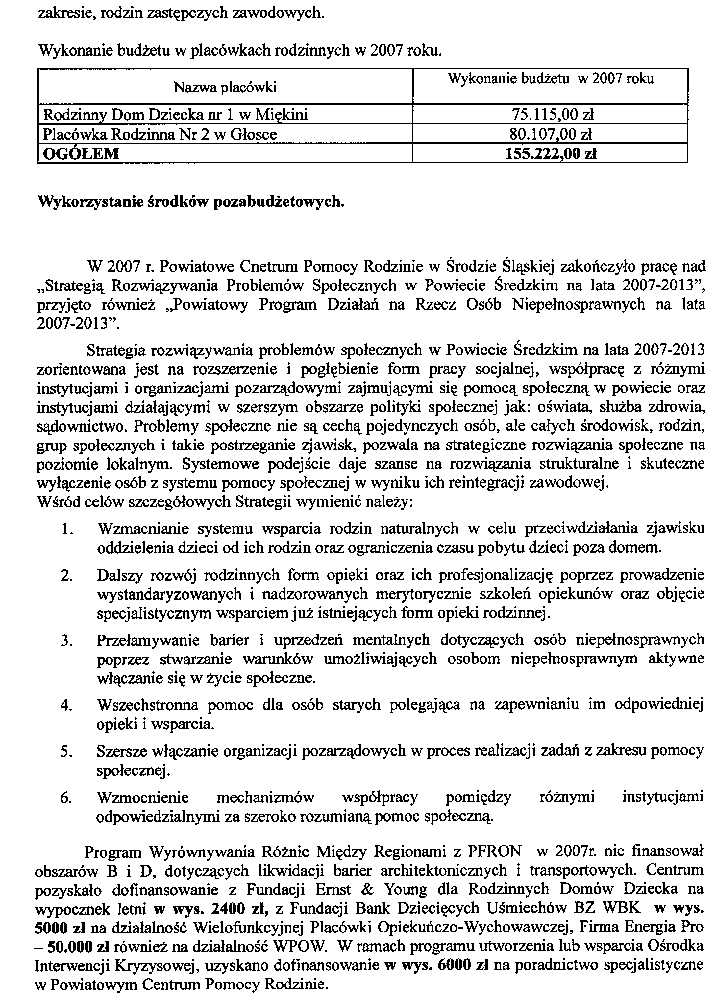 zakresie, rodzin zastępczych zawodowych.
Wykonanie budżetu w placówkach rodzinnych w 2007 roku.
Nazwa placówki
Wykonanie budżetu w 2007 roku
Rodzinny Dom Dziecka nr 1 w Miękini
75.115,00 zł
Placówka Rodzinna Nr 2 w Głosce
80.107,00 zł
OGÓŁEM
155.222,00 zł
Wykorzystanie środków pozabudżetowych.
W 2007 r. Powiatowe Cnetrum Pomocy Rodzinie w Środzie Śląskiej zakończyło pracę nad
„Strategią Rozwiązywania Problemów Społecznych w Powiecie Średzkim na lata 2007-2013”,
przyjęto również „Powiatowy Program Działań na Rzecz Osób Niepełnosprawnych na lata
2007-2013”.
Strategia rozwiązywania problemów społecznych w Powiecie Średzkim na lata 2007-2013
zorientowana jest na rozszerzenie i pogłębienie form pracy socjalnej, współpracę z różnymi
instytucjami i organizacjami pozarządowymi zajmującymi się pomocą społeczną w powiecie oraz
instytucjami działającymi w szerszym obszarze polityki społecznej jak: oświata, służba zdrowia,
sądownictwo. Problemy społeczne nie są cechą pojedynczych osób, ale całych środowisk, rodzin,
grup społecznych i takie postrzeganie zjawisk, pozwala na strategiczne rozwiązania społeczne na
poziomie lokalnym. Systemowe podejście daje szanse na rozwiązania strukturalne i skuteczne
wyłączenie osób z systemu pomocy społecznej w wyniku ich reintegracji zawodowej.
Wśród celów szczegółowych Strategii wymienić należy:
1. Wzmacnianie systemu wsparcia rodzin naturalnych w celu przeciwdziałania zjawisku
oddzielenia dzieci od ich rodzin oraz ograniczenia czasu pobytu dzieci poza domem.
2. Dalszy rozwój rodzinnych form opieki oraz ich profesjonalizację poprzez prowadzenie
wystandaryzowanych i nadzorowanych merytorycznie szkoleń opiekunów oraz objęcie
specjalistycznym wsparciem już istniejących form opieki rodzinnej.
3. Przełamywanie barier i uprzedzeń mentalnych dotyczących osób niepełnosprawnych
poprzez stwarzanie warunków umożliwiających osobom niepełnosprawnym aktywne
włączanie się w życie społeczne.
4. Wszechstronna pomoc dla osób starych polegająca na zapewnianiu im odpowiedniej
opieki i wsparcia.
5. Szersze włączanie organizacji pozarządowych w proces realizacji zadań z zakresu pomocy
społecznej.
6. Wzmocnienie mechanizmów współpracy pomiędzy różnymi instytucjami
odpowiedzialnymi za szeroko rozumianą pomoc społeczną.
Program Wyrównywania Różnic Między Regionami z PFRON w 2007r. nie finansował
obszarów B i D, dotyczących likwidacji barier architektonicznych i transportowych. Centrum
pozyskało dofinansowanie z Fundacji Ernst & Young dla Rodzinnych Domów Dziecka na
wypocznek letni w wys. 2400 zł, z Fundacji Bank Dziecięcych Uśmiechów BZ WBK w wys.
5000 zł na działalność Wielofunkcyjnej Placówki Opiekuńczo-Wychowawczej, Firma Energia Pro
– 50.000 zł również na działalność WPOW. W ramach programu utworzenia lub wsparcia Ośrodka
Interwencji Kryzysowej, uzyskano dofinansowanie w wys. 6000 zł na poradnictwo specjalistyczne
w Powiatowym Centrum Pomocy Rodzinie.